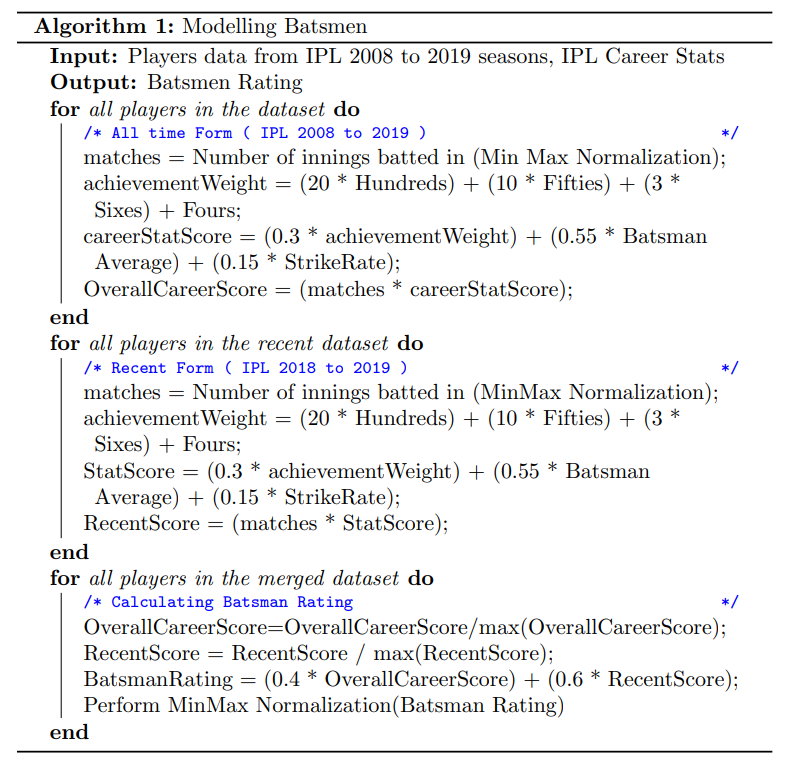 Algorithm 1: Modelling Batsmen
Input: Players data from IPL 2008 to 2019 seasons, IPL Career Stats
Output: Batsmen Rating
for all players in the dataset do
/* All time Form ( IPL 2008 to 2019 ) */
matches = Number of innings batted in (Min Max Normalization);
achievementWeight = (20 * Hundreds) + (10 * Fifties) + (3 *
Sixes) + Fours;
careerStatScore = (0.3 * achievementWeight) + (0.55 * Batsman
Average) + (0.15 * StrikeRate);
OverallCareerScore = (matches * careerStatScore);
end
for all players in the recent dataset do
/* Recent Form ( IPL 2018 to 2019 ) */
matches = Number of innings batted in (MinMax Normalization);
achievementWeight = (20 * Hundreds) + (10 * Fifties) + (3 *
Sixes) + Fours;
StatScore = (0.3 * achievementWeight) + (0.55 * Batsman
Average) + (0.15 * StrikeRate);
RecentScore = (matches * StatScore);
end
for all players in the merged dataset do
/* Calculating Batsman Rating */
OverallCareerScore=OverallCareerScore/max(OverallCareerScore);
RecentScore = RecentScore / max(RecentScore);
BatsmanRating = (0.4 * OverallCareerScore) + (0.6 * RecentScore);
Perform MinMax Normalization(Batsman Rating)
end